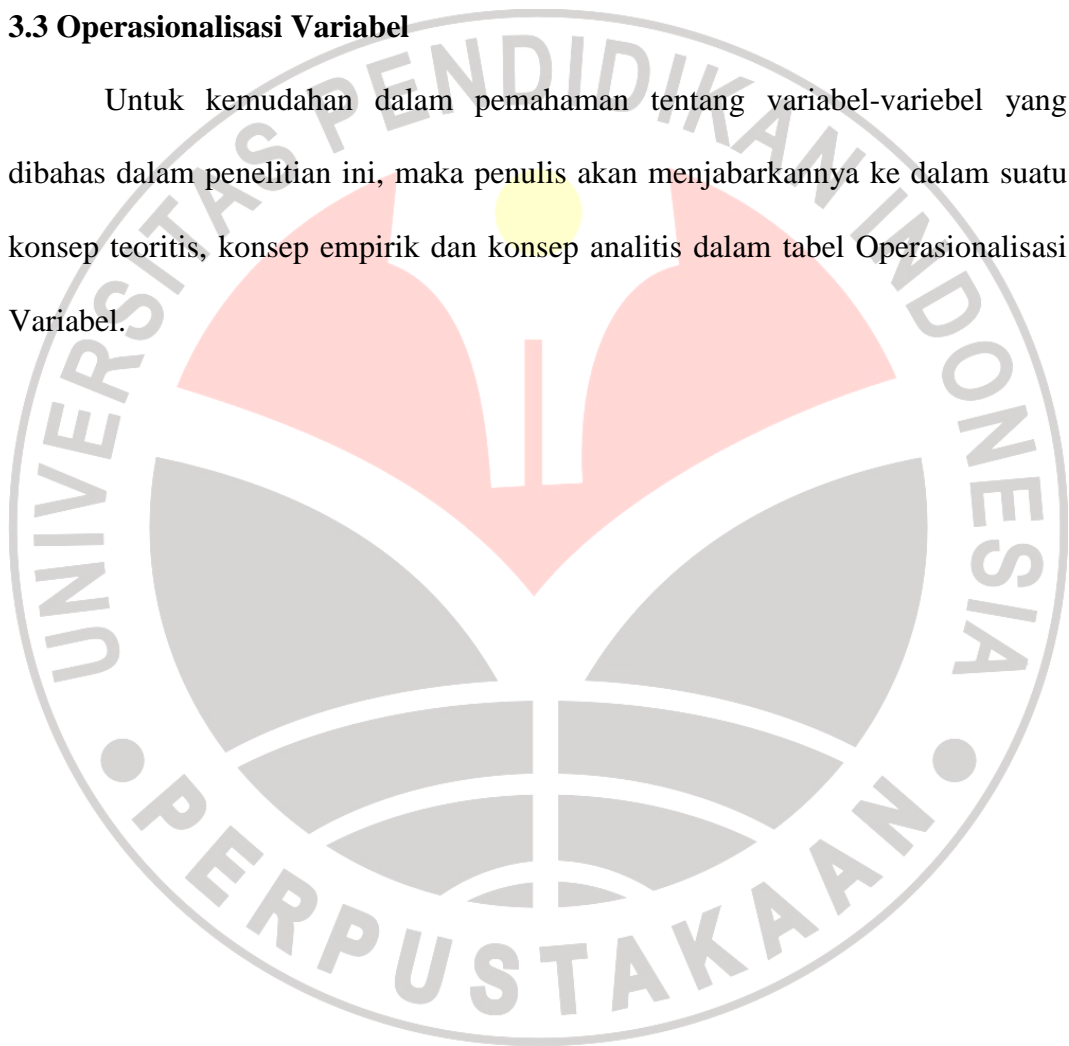 3.3 Operasionalisasi Variabel
Untuk kemudahan dalam pemahaman tentang variabel-variebel yang
dibahas dalam penelitian ini, maka penulis akan menjabarkannya ke dalam suatu
konsep teoritis, konsep empirik dan konsep analitis dalam tabel Operasionalisasi
Variabel.
UNIVERSITAS PENDIDIKAN INDONESIA
PERPUSTAKAAN